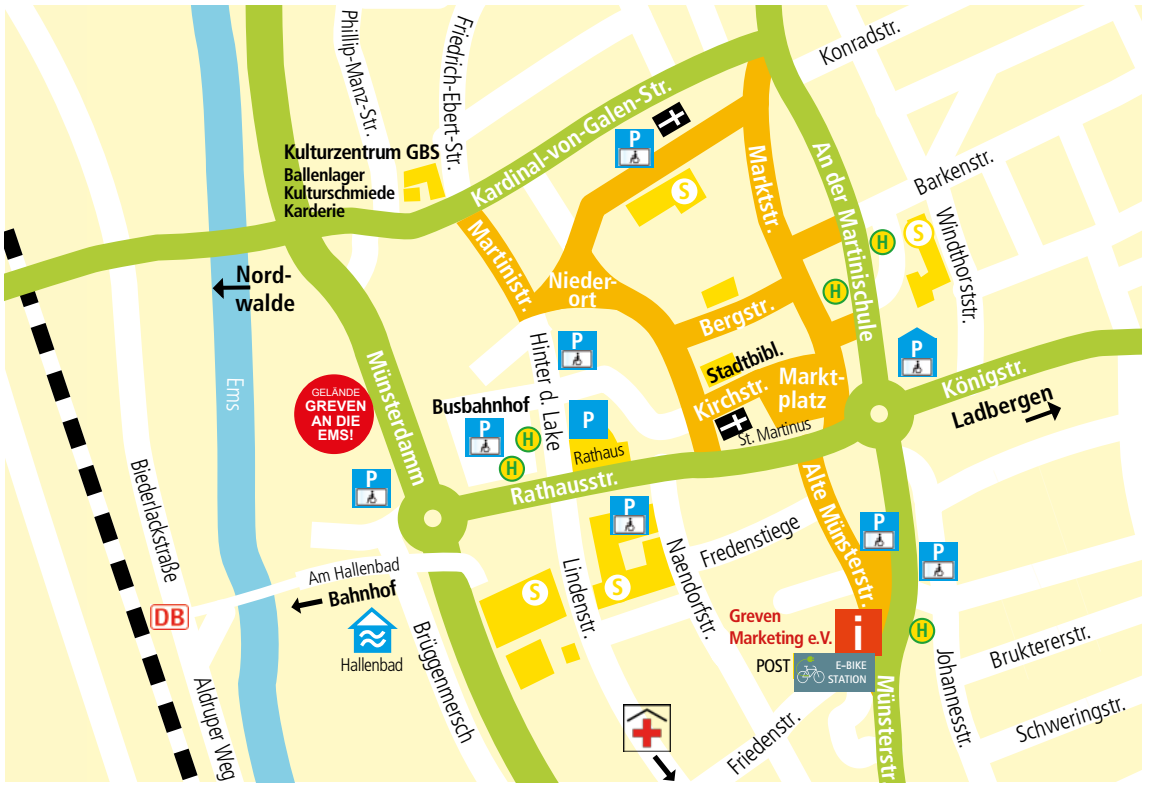 Phillip-Manz-Str.
Friedrich-Ebert-Str.
Konradstr.
Kardinal-von-Galen-Str.
P
Kulturzentrum GBS
Ballenlager
Kulturschmiede
Karderie
S
Marktstr.
An der Martinischule
Barkenstr.
Windthorststr.
S
H
H
Martinistr.
Nieder-
ort
Nord-
walde
Bergstr.
Ems
Münsterdamm
Hinter d. Lake
P
Stadtbibl.
Kirchstr.
Markt-
platz
P
Königstr.
Ladbergen
GELÄNDE
GREVEN
AN DIE
EMS!
Busbahnhof
P
H
H
P
Rathaus
St. Martinus
Rathausstr.
P
P
Alte Münsterstr.
P
P
Biederlackstraße
Am Hallenbad
Bahnhof
DB
Hallenbad
Brüggenmersch
S
S
Lindenstr.
Naendorfstr.
Fredenstiege
Greven
Marketing e.V.
i
H
POST
E-BIKE
STATION
Johannesstr.
Bruktererstr.
Schweringstr.
Münsterstr
Friedenstr.
Aldruper Weg